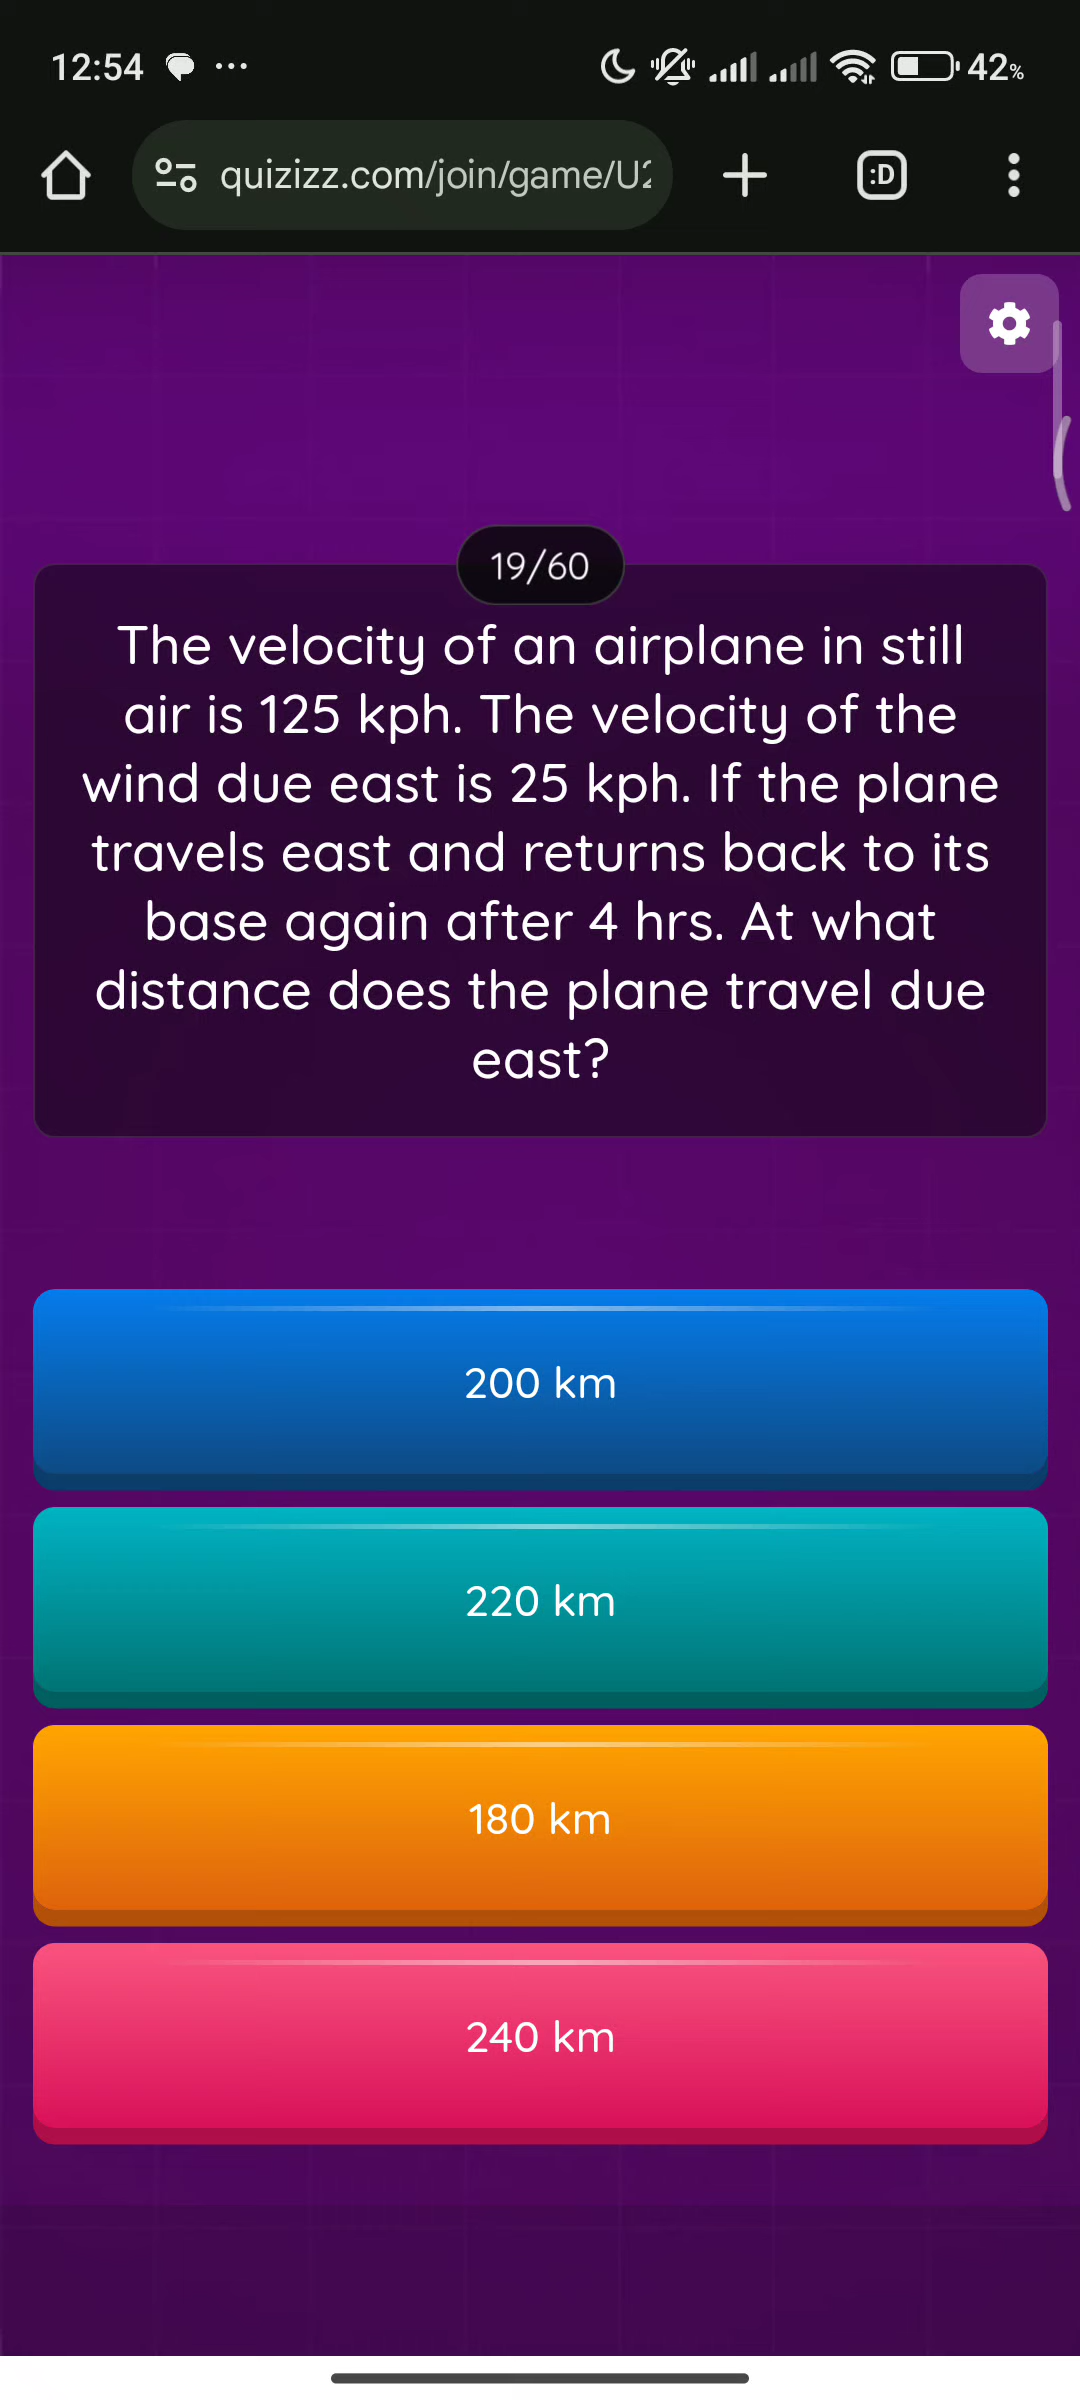 12:54 ... 42%
quizizz.com/join/game/U2
:D
19/60
The velocity of an airplane in still
air is 125 kph. The velocity of the
wind due east is 25 kph. If the plane
travels east and returns back to its
base again after 4 hrs. At what
distance does the plane travel due
east?
200 km
220 km
180 km
240 km